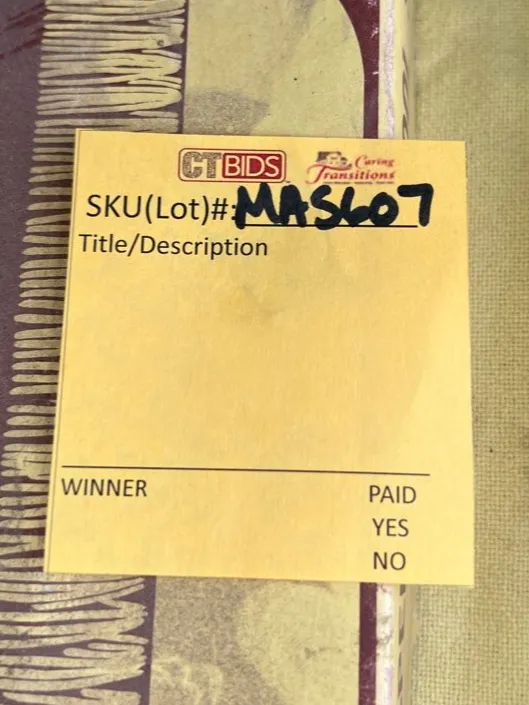 CTBIDS Caring Transitions
SKU(Lot)#: MAS607
Title/Description
WINNER PAID
YES
NO